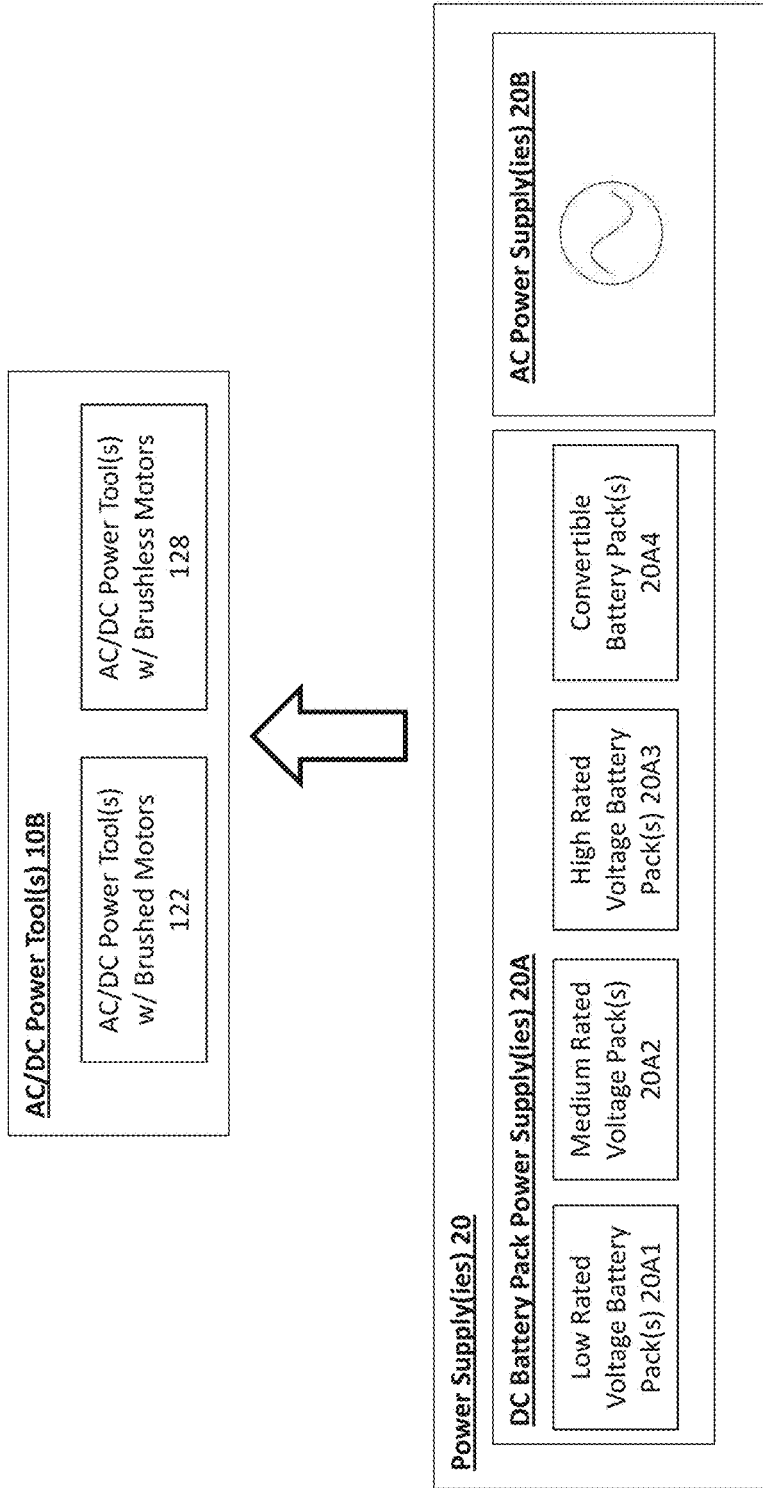 AC/DC Power Tool(s) 10B
AC/DC Power Tool(s)
w/ Brushed Motors
122
AC/DC Power Tool(s)
w/ Brushless Motors
128
Power Supply(ies) 20
DC Battery Pack Power Supply(ies) 20A
Low Rated
Voltage Battery
Pack(s) 20A1
Medium Rated
Voltage Pack(s)
20A2
High Rated
Voltage Battery
Pack(s) 20A3
Convertible
Battery Pack(s)
20A4
AC Power Supply(ies) 20B